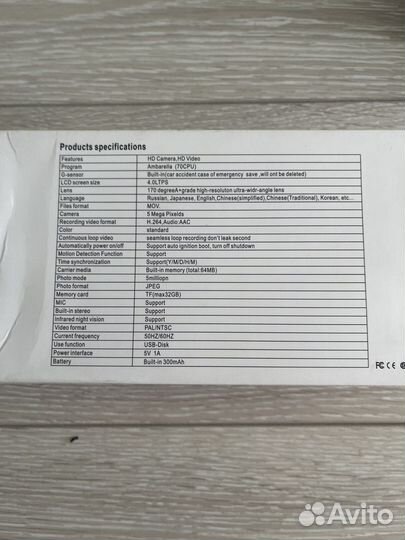 Products specifications
Features HD Camera,HD Video
Program Ambarella (70CPU)
G-sensor Built-in(car accident case of emergency save ,will ont be deleted)
LCD screen size 4.0LTPS
Lens 170 degreeA+grade high-resoluton ultra-widr-angle lens
Language Russian, Japanese, English,Chinese(simplified),Chinese(Traditional), Korean, etc...
Files format MOV.
Camera 5 Mega Pixelds
Recording video format H.264,Audio:AAC
Color standard
Continuous loop video seamless loop recording don't leak second
Automatically power on/off Support auto ignition boot, turn off shutdown
Motion Detection Function Support
Time synchronization Support(Y/M/D/H/M)
Carrier media Built-in memory (total:64MB)
Photo mode 5milliopn
Photo format JPEG
Memory card TF(max32GB)
MIC Support
Built-in stereo Support
Infrared night vision Support
Video format PAL/NTSC
Current frequency 50HZ/60HZ
Use function USB-Disk
Power interface 5V 1A
Battery Built-in 300mAh
FC CE
Avito